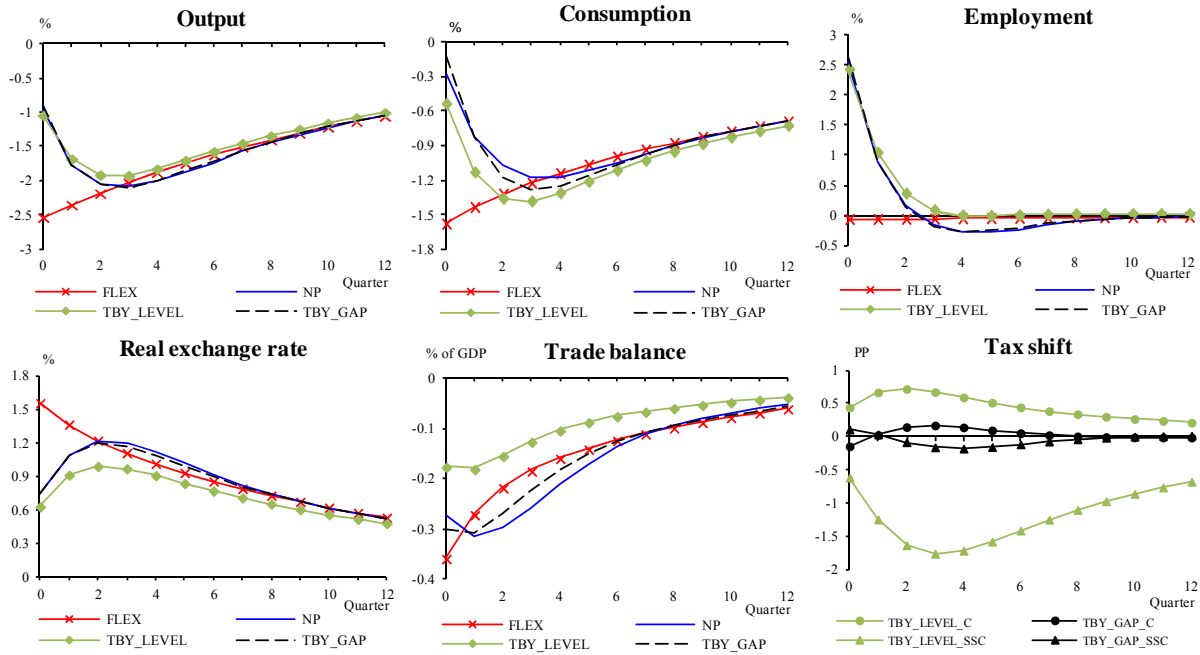 Output
%
0
-0.5
-1
-1.5
-2
-2.5
-3
0 2 4 6 8 10 12
Quarter
FLEX NP
TBY_LEVEL TBY_GAP
Consumption
%
0
-0.3
-0.6
-0.9
-1.2
-1.5
-1.8
0 2 4 6 8 10 12
Quarter
FLEX NP
TBY_LEVEL TBY_GAP
Employment
%
3
2.5
2
1.5
1
0.5
0
-0.5
0 2 4 6 8 10 12
Quarter
FLEX NP
TBY_LEVEL TBY_GAP
Real exchange rate
%
1.8
1.5
1.2
0.9
0.6
0.3
0
0 2 4 6 8 10 12
Quarter
FLEX NP
TBY_LEVEL TBY_GAP
Trade balance
% of GDP
0
-0.1
-0.2
-0.3
-0.4
0 2 4 6 8 10 12
Quarter
FLEX NP
TBY_LEVEL TBY_GAP
Tax shift
PP
1
0.5
0
-0.5
-1
-1.5
-2
0 2 4 6 8 10 12
Quarter
TBY_LEVEL_C TBY_GAP_C
TBY_LEVEL_SSC TBY_GAP_SSC